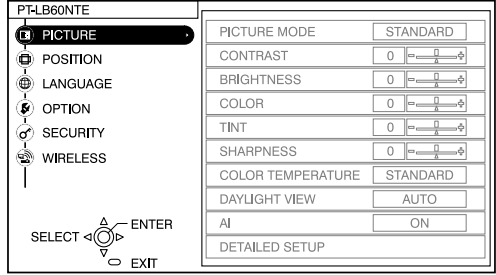 PT-LB60NTE
PICTURE
POSITION
LANGUAGE
OPTION
SECURITY
WIRELESS
SELECT
ENTER
EXIT
PICTURE MODE STANDARD
CONTRAST 0
BRIGHTNESS 0
COLOR 0
TINT 0
SHARPNESS 0
COLOR TEMPERATURE STANDARD
DAYLIGHT VIEW AUTO
AI ON
DETAILED SETUP